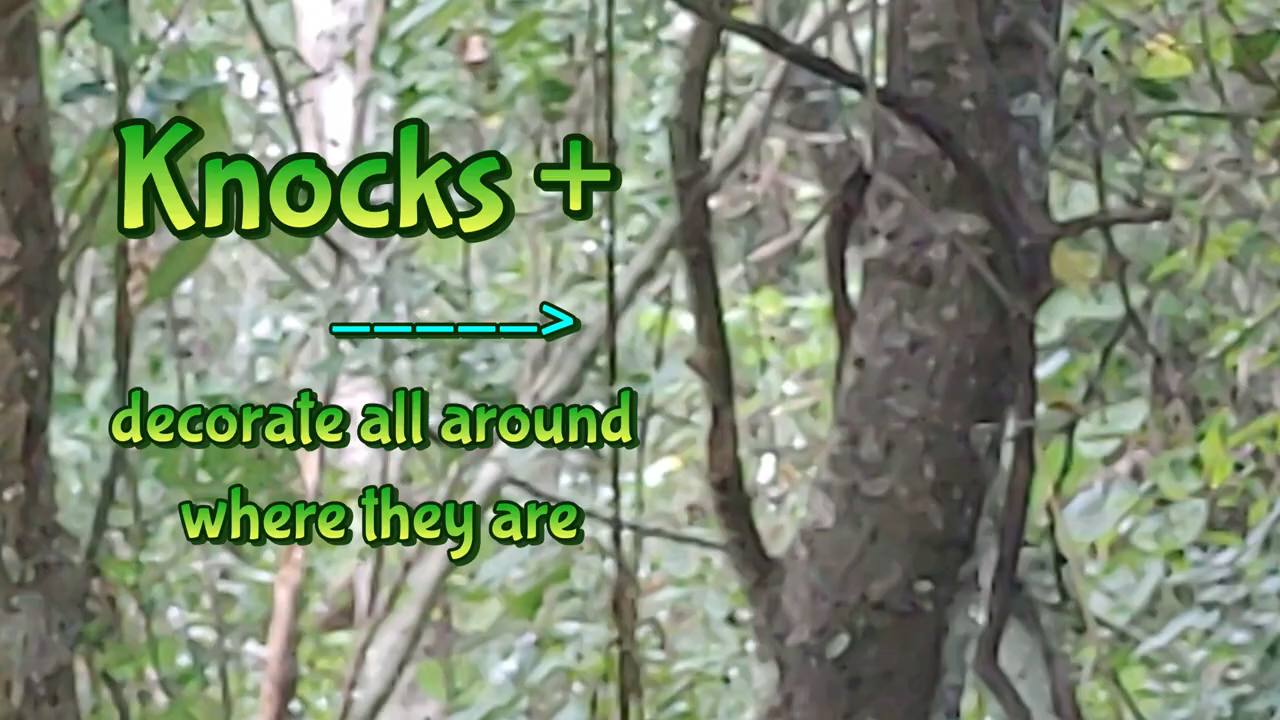 Knocks +
----->
decorate all around
where they are